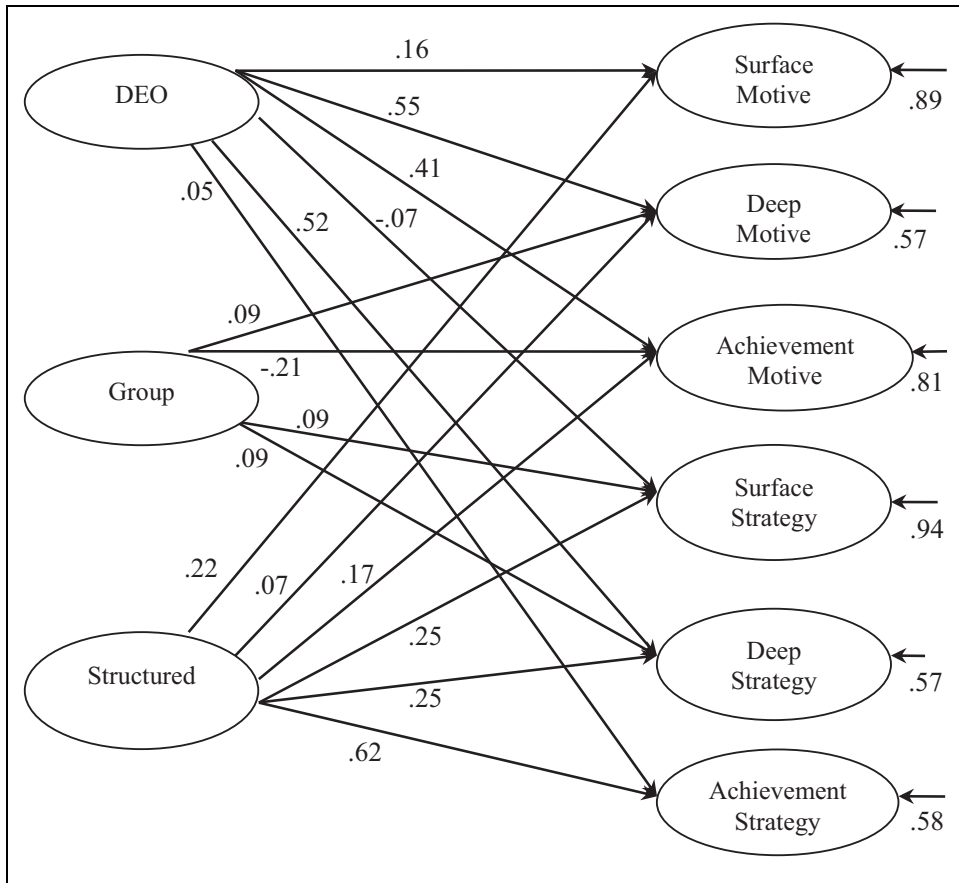 DEO
Group
Structured
.16
.55
.41
-.07
.52
.05
.09
-.21
.09
.09
.22
.07
.17
.25
.25
.62
Surface
Motive
.89
Deep
Motive
.57
Achievement
Motive
.81
Surface
Strategy
.94
Deep
Strategy
.57
Achievement
Strategy
.58